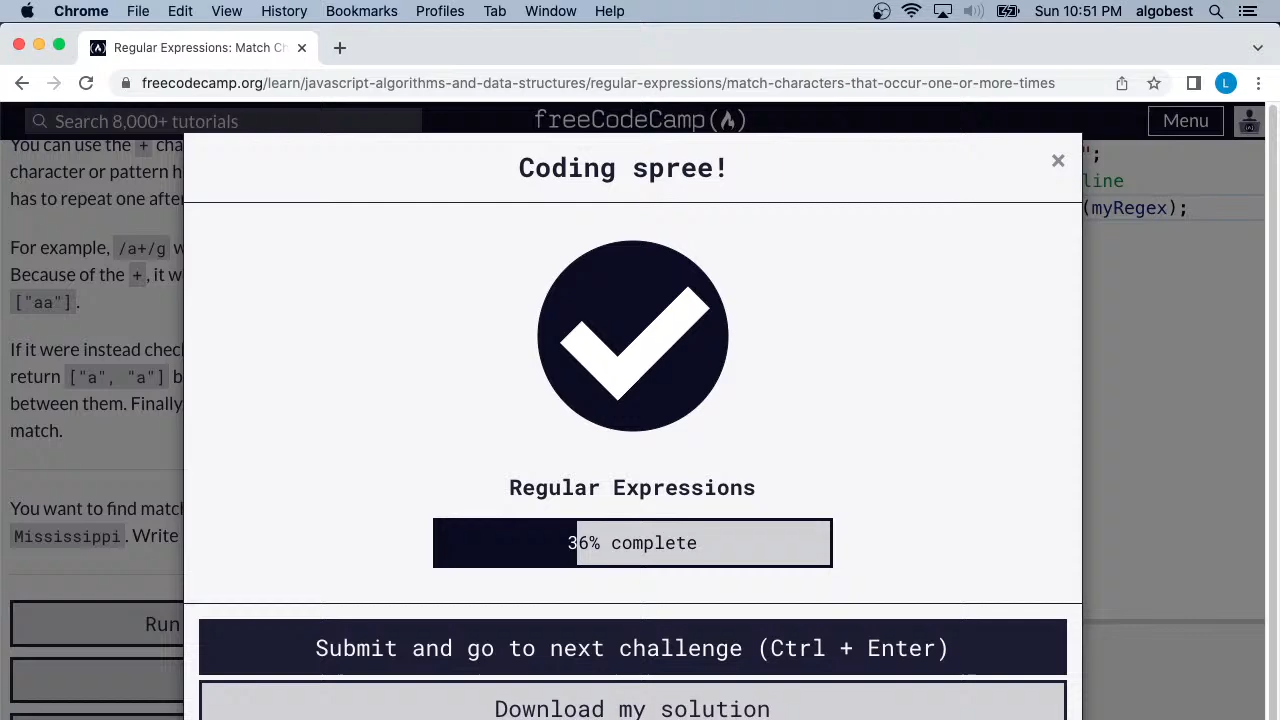 Chrome File Edit View History Bookmarks Profiles Tab Window Help Sun 10:51 PM algobest
Regular Expressions: Match Ch
freecodecamp.org/learn/javascript-algorithms-and-data-structures/regular-expressions/match-characters-that-occur-one-or-more-times L
Search 8,000+ tutorials freeCodeCamp Menu
You can use the + cha
character or pattern h
has to repeat one after
For example, /a+/g w
Because of the +, it w
["aa"].
If it were instead chec
return ["a", "a"] b
between them. Finally
match.
You want to find match
Mississippi. Write
Run
";
line
(myRegex);
Coding spree!
×
Regular Expressions
36% complete
Submit and go to next challenge (Ctrl + Enter)
Download my solution